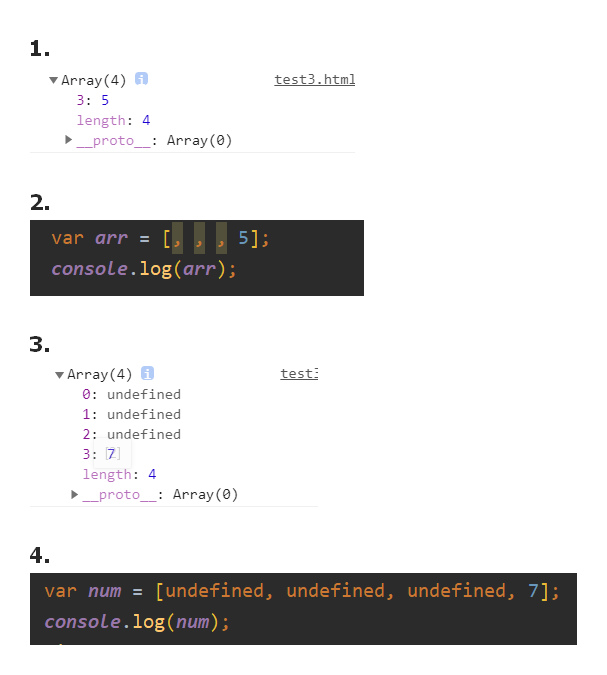 1.
▼Array(4) i test3.html
3: 5
length: 4
▶__proto__: Array(0)
2.
var arr = [, , , 5];
console.log(arr);
3.
▼Array(4) i test3
0: undefined
1: undefined
2: undefined
3: 7
length: 4
▶__proto__: Array(0)
4.
var num = [undefined, undefined, undefined, 7];
console.log(num);